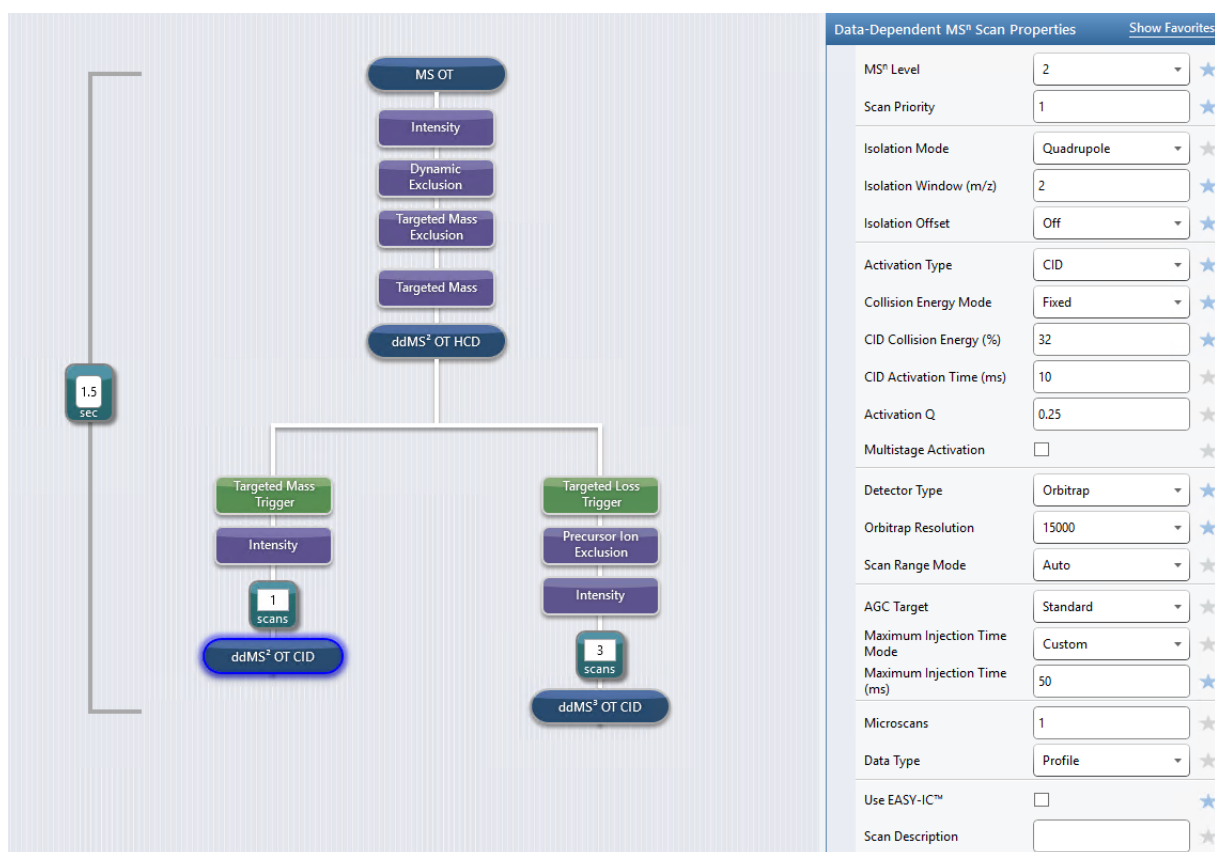 MS OT
Intensity
Dynamic
Exclusion
Targeted Mass
Exclusion
Targeted Mass
ddMS² OT HCD
1.5
sec
Targeted Mass
Trigger
Intensity
1
scans
ddMS² OT CID
Targeted Loss
Trigger
Precursor Ion
Exclusion
Intensity
3
scans
ddMS³ OT CID
Data-Dependent MSⁿ Scan Properties Show Favorites
MSⁿ Level 2
Scan Priority 1
Isolation Mode Quadrupole
Isolation Window (m/z) 2
Isolation Offset Off
Activation Type CID
Collision Energy Mode Fixed
CID Collision Energy (%) 32
CID Activation Time (ms) 10
Activation Q 0.25
Multistage Activation
Detector Type Orbitrap
Orbitrap Resolution 15000
Scan Range Mode Auto
AGC Target Standard
Maximum Injection Time
Mode Custom
Maximum Injection Time
(ms) 50
Microscans 1
Data Type Profile
Use EASY-IC™
Scan Description